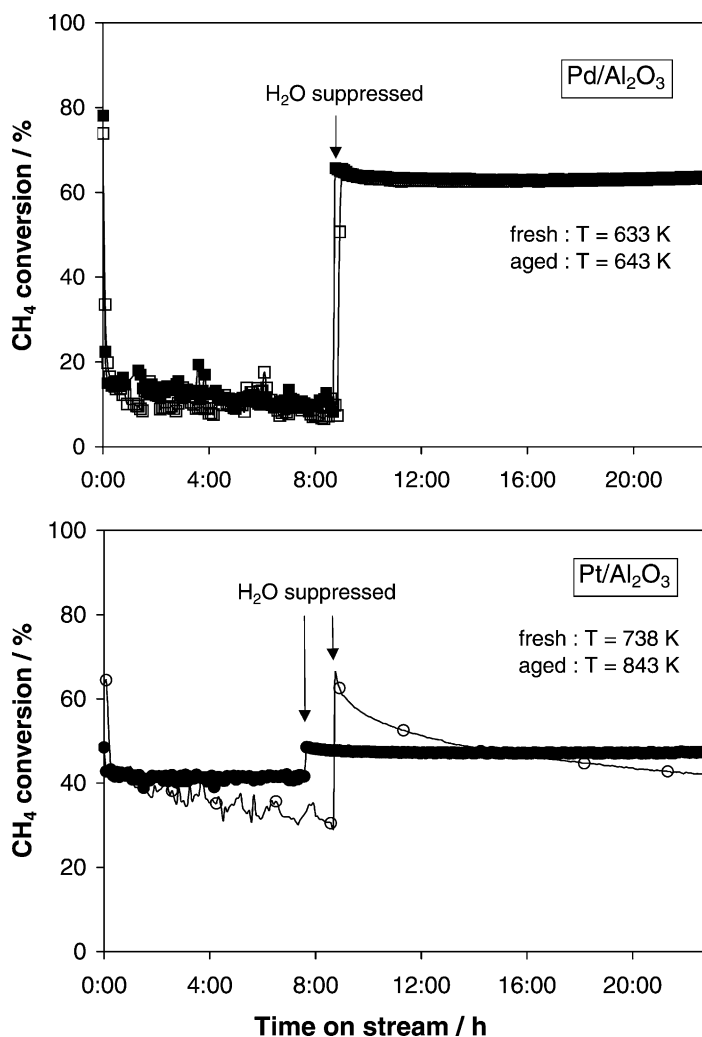 100
80
60
40
20
0
CH₄ conversion / %
Pd/Al₂O₃
H₂O suppressed
fresh : T = 633 K
aged : T = 643 K
0:00 4:00 8:00 12:00 16:00 20:00
100
80
60
40
20
0
CH₄ conversion / %
Pt/Al₂O₃
H₂O suppressed
fresh : T = 738 K
aged : T = 843 K
0:00 4:00 8:00 12:00 16:00 20:00
Time on stream / h